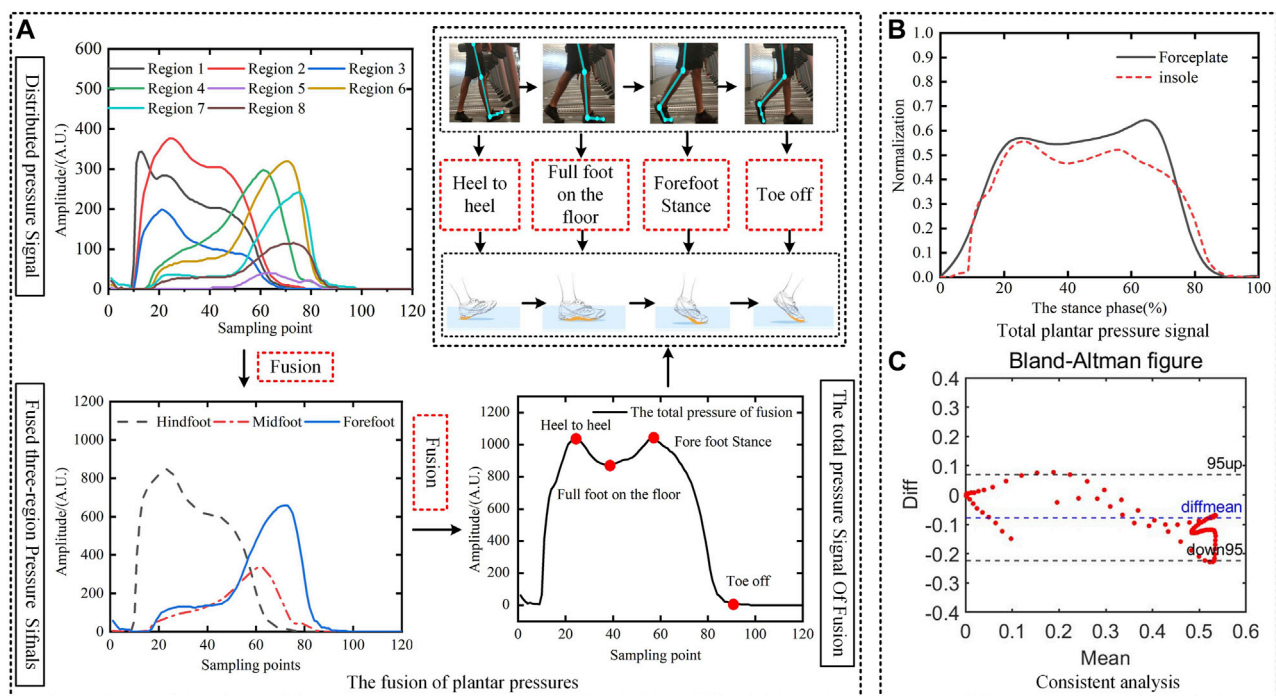 A
Distributed pressure Signal
600
500
400
300
200
100
0
Amplitude/(A.U.)
Region 1
Region 2
Region 3
Region 4
Region 5
Region 6
Region 7
Region 8
0
20
40
60
80
100
120
Sampling point
Heel to
heel
Full foot
on the
floor
Forefoot
Stance
Toe off
Fusion
Fused three-region Pressure Sifnals
1200
1000
800
600
400
200
0
Amplitude/(A.U.)
Hindfoot
Midfoot
Forefoot
0
20
40
60
80
100
120
Sampling points
Fusion
1200
1000
800
600
400
200
0
Amplitude/(A.U.)
The total pressure of fusion
Heel to heel
Fore foot Stance
Full foot on the floor
Toe off
0
20
40
60
80
100
120
Sampling point
The total pressure Signal Of Fusion
The fusion of plantar pressures
B
1.0
0.9
0.8
0.7
0.6
0.5
0.4
0.3
0.2
0.1
0.0
Normalization
Forceplate
insole
0
20
40
60
80
100
The stance phase(%)
Total plantar pressure signal
C
Bland-Altman figure
0.4
0.3
0.2
0.1
0
-0.1
-0.2
-0.3
-0.4
Diff
95up
diffmean
down95
0
0.1
0.2
0.3
0.4
0.5
0.6
Mean
Consistent analysis